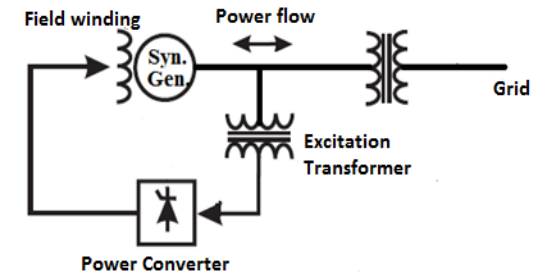 Field winding
Power flow
Syn.
Gen.
Grid
Excitation
Transformer
Power Converter